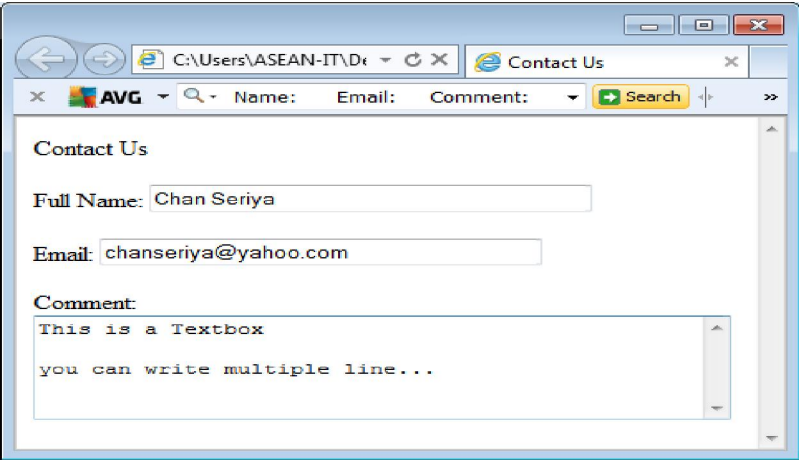 C:\Users\ASEAN-IT\De
Contact Us
AVG Name: Email: Comment: Search
Contact Us
Full Name: Chan Seriya
Email: chanseriya@yahoo.com
Comment:
This is a Textbox
you can write multiple line...